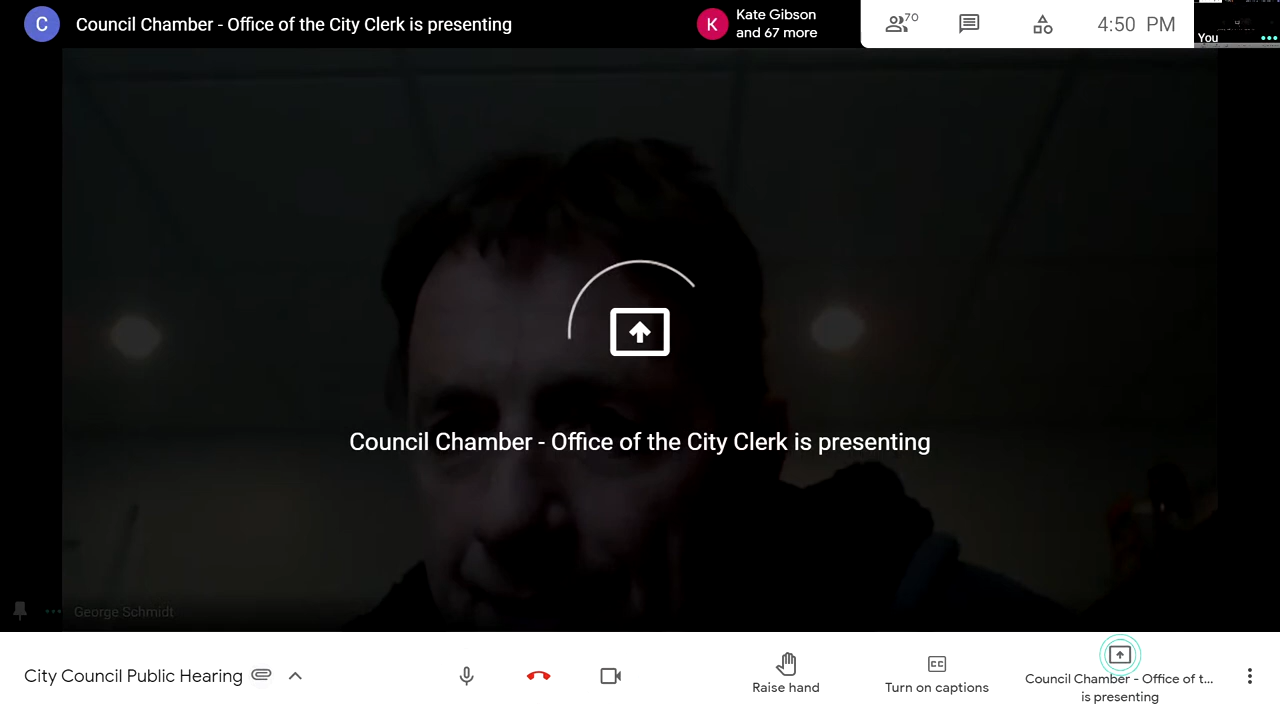 C
Council Chamber - Office of the City Clerk is presenting
K
Kate Gibson
and 67 more
70
4:50 PM
You
Council Chamber - Office of the City Clerk is presenting
George Schmidt
City Council Public Hearing
Raise hand
CC
Turn on captions
Council Chamber - Office of t...
is presenting